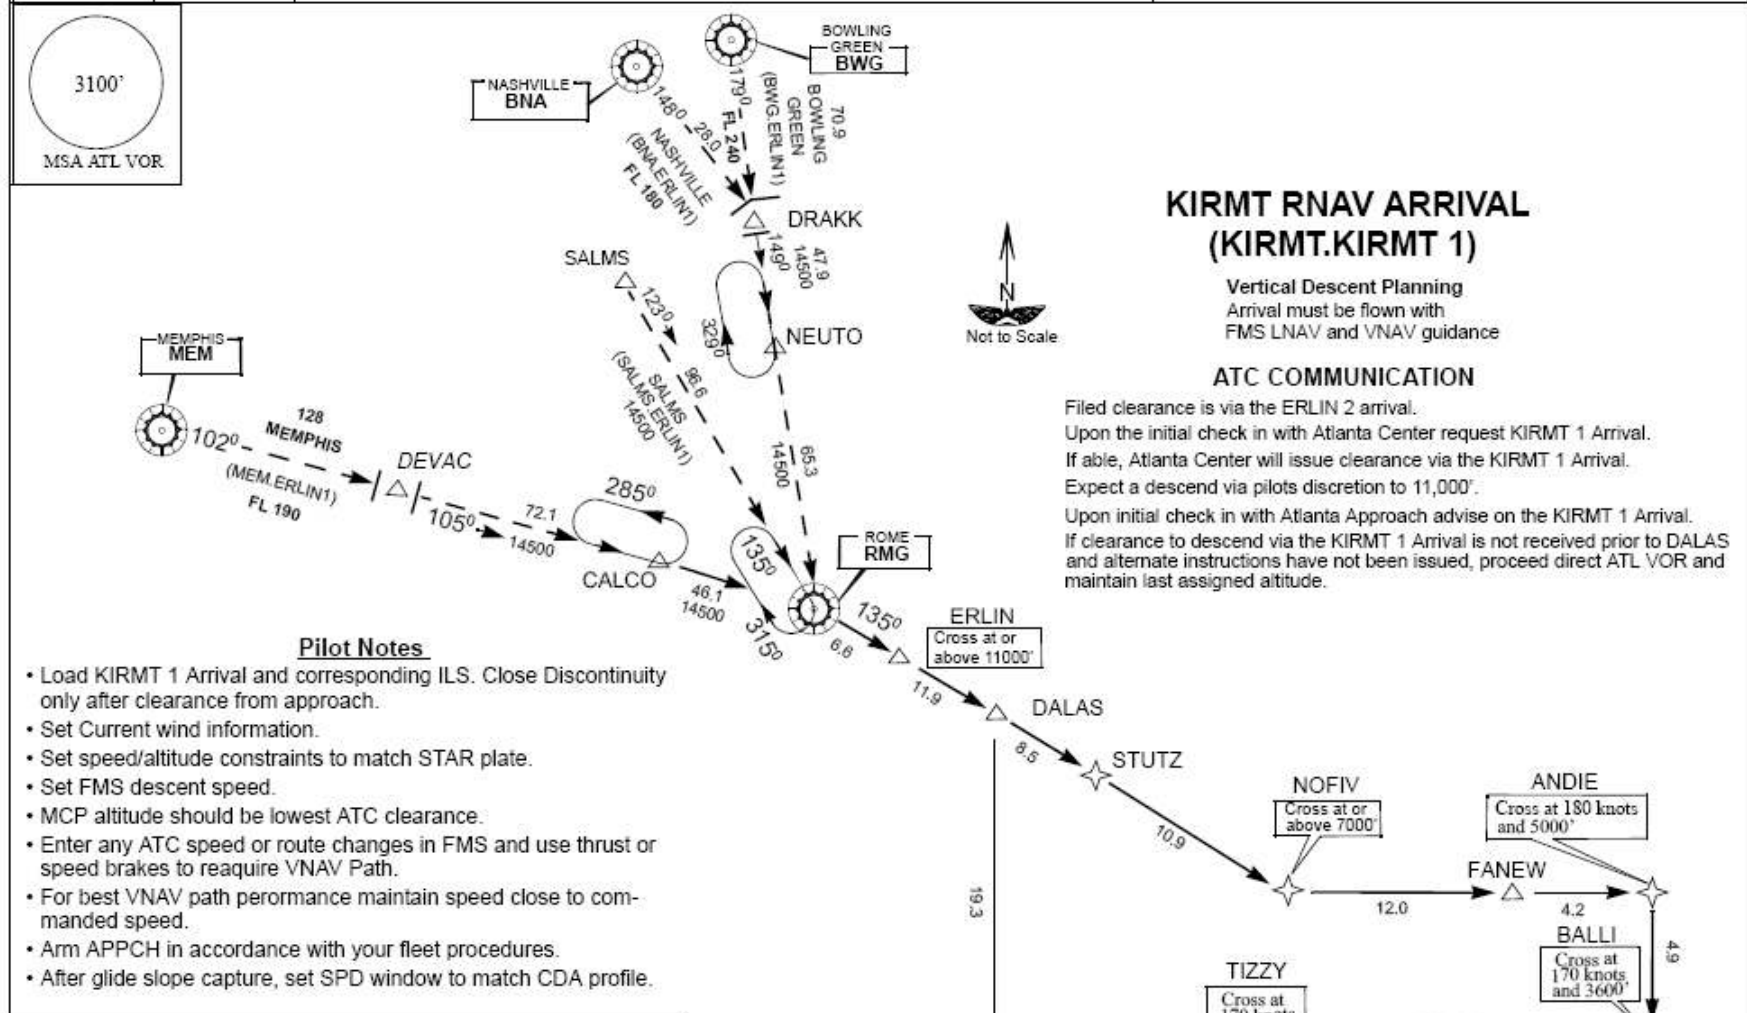 3100'
MSA ATL VOR
BOWLING
GREEN
BWG
NASHVILLE
BNA
148⁰
28.0
NASHVILLE
(BNA.ERLIN1)
FL 180
179⁰
FL 240
(BWG.ERLIN1)
BOWLING
GREEN
70.9
DRAKK
149⁰
47.9
14500
329⁰
NEUTO
65.3
14500
SALMS
123⁰
96.6
SALMS
(SALMS.ERLIN1)
14500
MEMPHIS
MEM
102⁰
128
MEMPHIS
(MEM.ERLIN1)
FL 190
DEVAC
105⁰
72.1
14500
285⁰
CALCO
46.1
14500
135⁰
315⁰
ROME
RMG
135⁰
6.6
ERLIN
Cross at or
above 11000'
11.9
DALAS
8.5
STUTZ
10.9
19.3
NOFIV
Cross at or
above 7000'
12.0
FANEW
4.2
ANDIE
Cross at 180 knots
and 5000'
4.9
BALLI
Cross at
170 knots
and 3600'
TIZZY
Cross at
170 knots
N
Not to Scale
KIRMT RNAV ARRIVAL
(KIRMT.KIRMT 1)
Vertical Descent Planning
Arrival must be flown with
FMS LNAV and VNAV guidance
ATC COMMUNICATION
Filed clearance is via the ERLIN 2 arrival.
Upon the initial check in with Atlanta Center request KIRMT 1 Arrival.
If able, Atlanta Center will issue clearance via the KIRMT 1 Arrival.
Expect a descend via pilots discretion to 11,000'.
Upon initial check in with Atlanta Approach advise on the KIRMT 1 Arrival.
If clearance to descend via the KIRMT 1 Arrival is not received prior to DALAS
and alternate instructions have not been issued, proceed direct ATL VOR and
maintain last assigned altitude.
Pilot Notes
• Load KIRMT 1 Arrival and corresponding ILS. Close Discontinuity
only after clearance from approach.
• Set Current wind information.
• Set speed/altitude constraints to match STAR plate.
• Set FMS descent speed.
• MCP altitude should be lowest ATC clearance.
• Enter any ATC speed or route changes in FMS and use thrust or
speed brakes to reaquire VNAV Path.
• For best VNAV path perormance maintain speed close to com-
manded speed.
• Arm APPCH in accordance with your fleet procedures.
• After glide slope capture, set SPD window to match CDA profile.